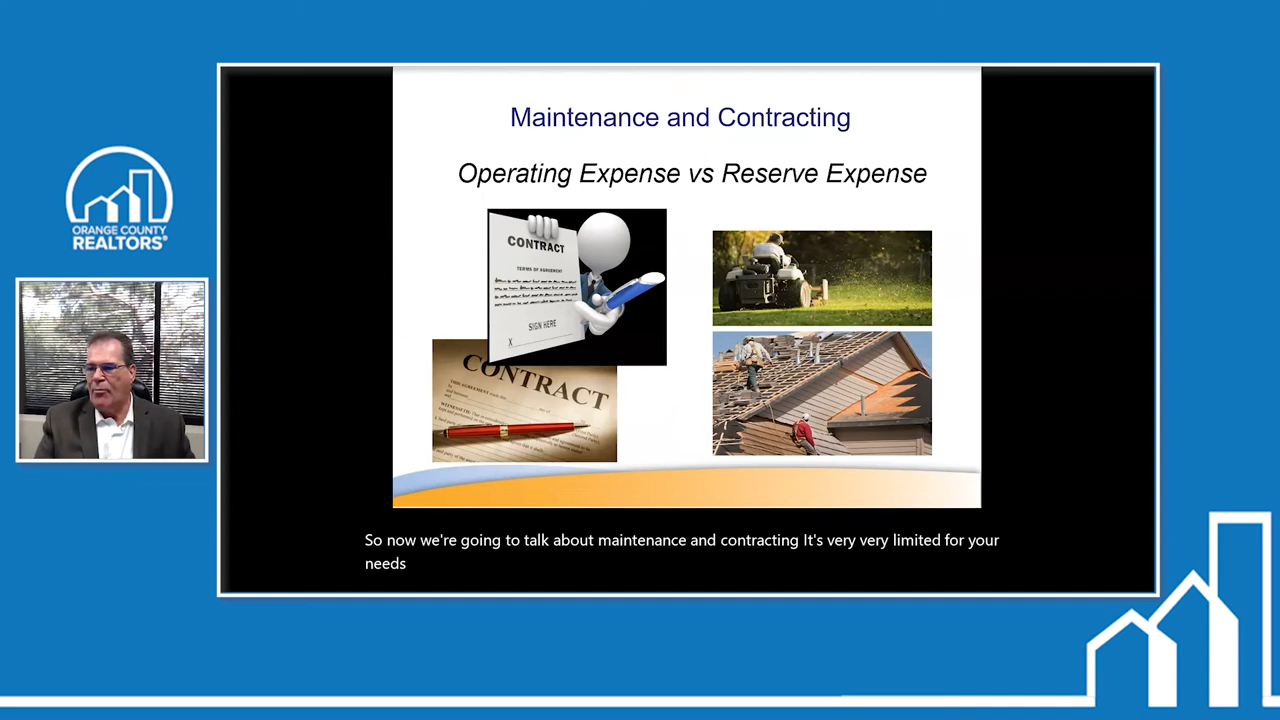 Maintenance and Contracting
Operating Expense vs Reserve Expense
CONTRACT
TERMS OF AGREEMENT
SIGN HERE
X
CONTRACT
THIS AGREEMENT
WITNESSETH:
ORANGE COUNTY
REALTORS®
So now we're going to talk about maintenance and contracting It's very very limited for your
needs